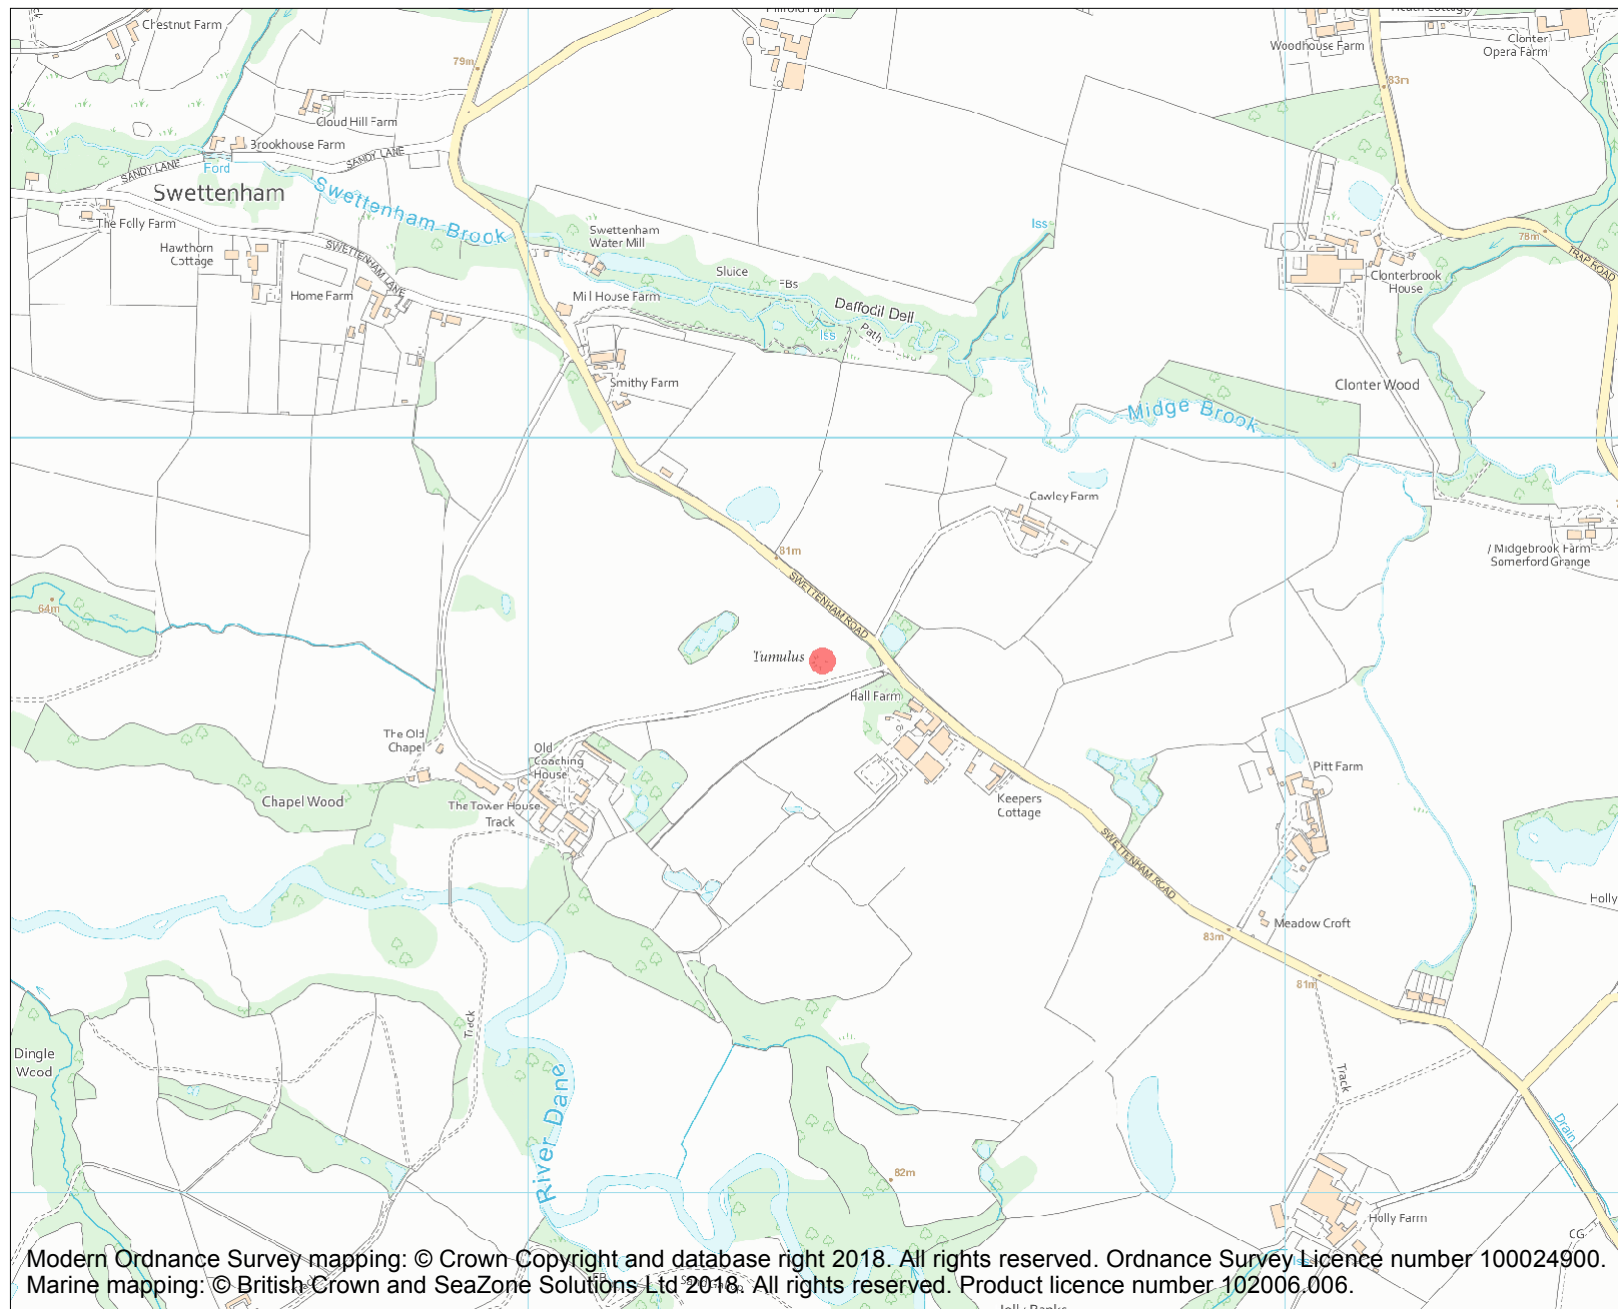 Chestnut Farm
79m
Woodhouse Farm
Clonter
Opera Farm
83m
Cloud Hill Farm
Brookhouse Farm
SANDY LANE
SANDY LANE
Ford
Swettenham
Swettenham Brook
The Folly Farm
Hawthorn
Cottage
SWETTENHAM LANE
Home Farm
Swettenham
Water Mill
Sluice
FBs
Mill House Farm
Daffodil Dell
Iss
Iss
Path
78m
TRAP ROAD
Clonterbrook
House
Smithy Farm
Clonter Wood
Midge Brook
Cawley Farm
81m
SWETTENHAM ROAD
/ Midgebrook Farm
Somerford Grange
64m
Tumulus
Hall Farm
The Old
Chapel
Old
Coaching
House
Pitt Farm
Chapel Wood
The Tower House
Track
Keepers
Cottage
SWETTENHAM ROAD
Holly
Meadow Croft
83m
81m
Track
Dingle
Wood
River Dane
Track
Drain
82m
Holly Farm
CG
Modern Ordnance Survey mapping: © Crown Copyright and database right 2018. All rights reserved. Ordnance Survey Licence number 100024900.
Marine mapping: © British Crown and SeaZone Solutions Ltd 2018. All rights reserved. Product licence number 102006.006.